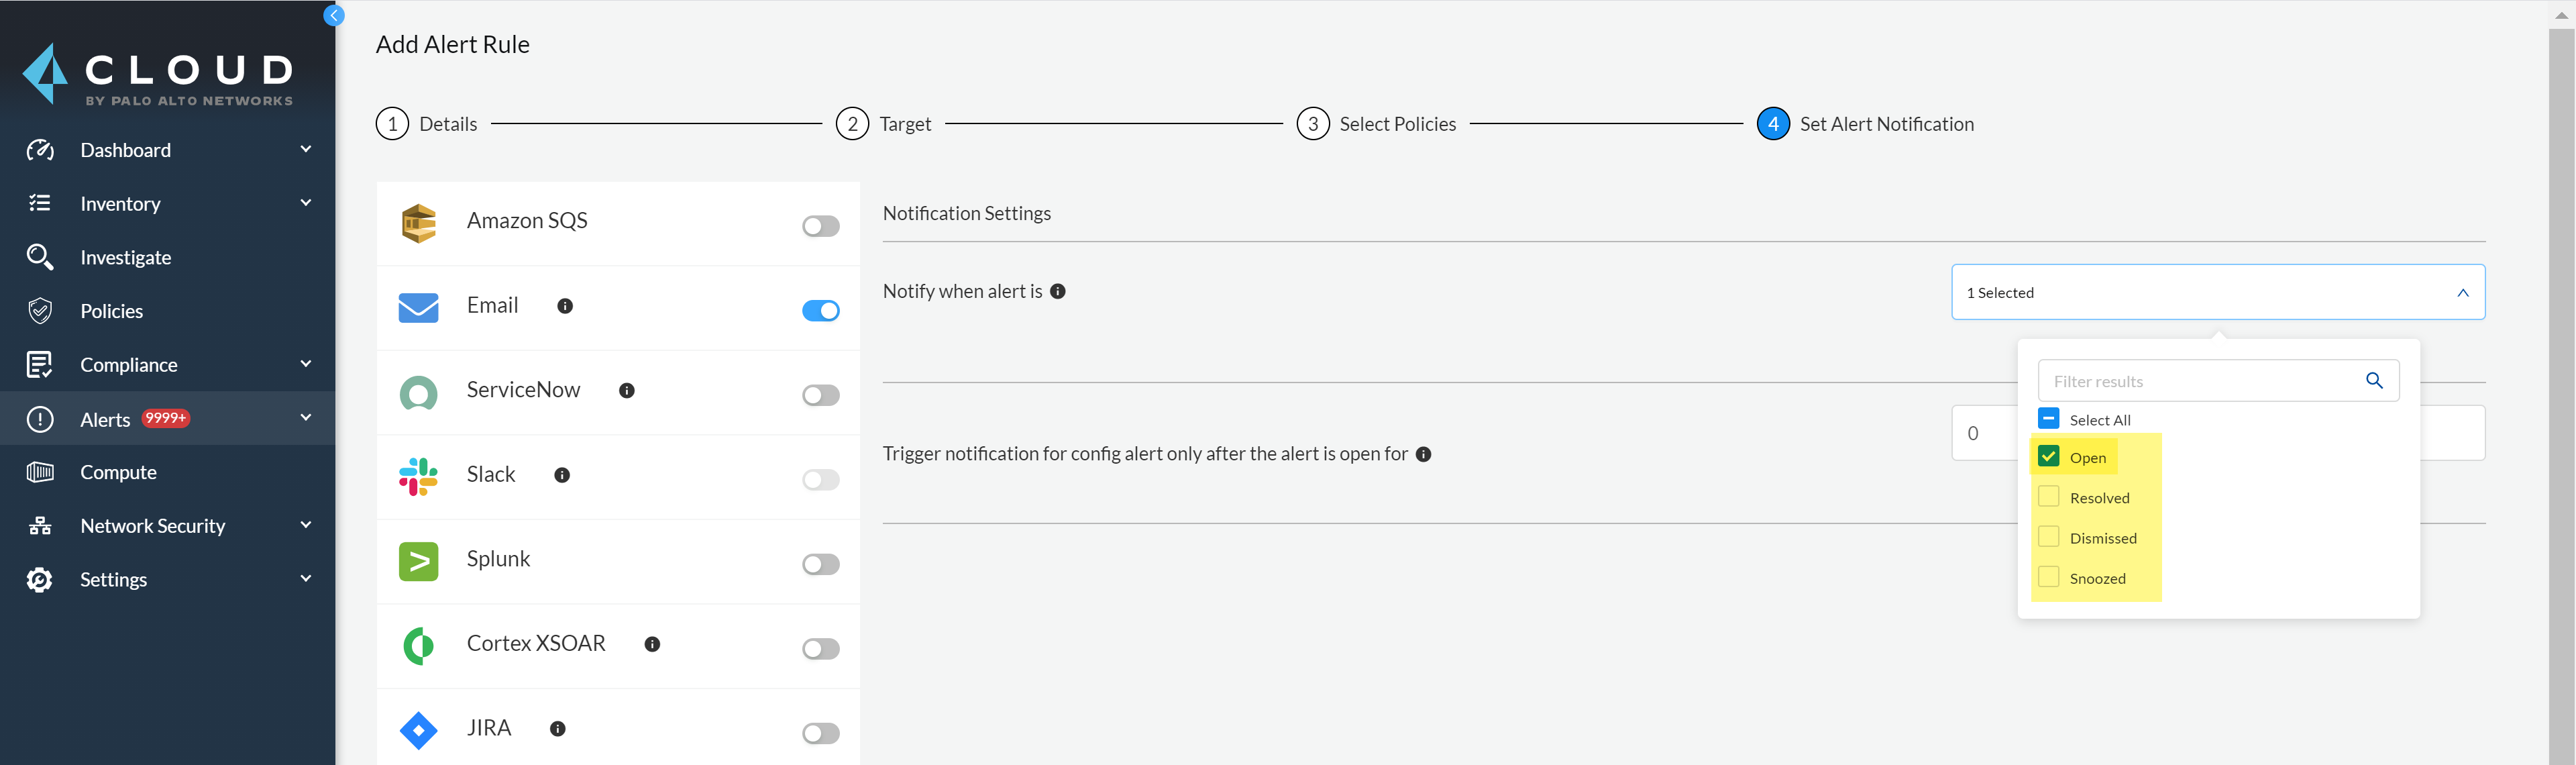 CLOUD
BY PALO ALTO NETWORKS
Dashboard
Inventory
Investigate
Policies
Compliance
Alerts 9999+
Compute
Network Security
Settings
Add Alert Rule
1 Details 2 Target 3 Select Policies 4 Set Alert Notification
Amazon SQS
Email
ServiceNow
Slack
Splunk
Cortex XSOAR
JIRA
Notification Settings
Notify when alert is
1 Selected
Filter results
Select All
Open
Resolved
Dismissed
Snoozed
Trigger notification for config alert only after the alert is open for
0